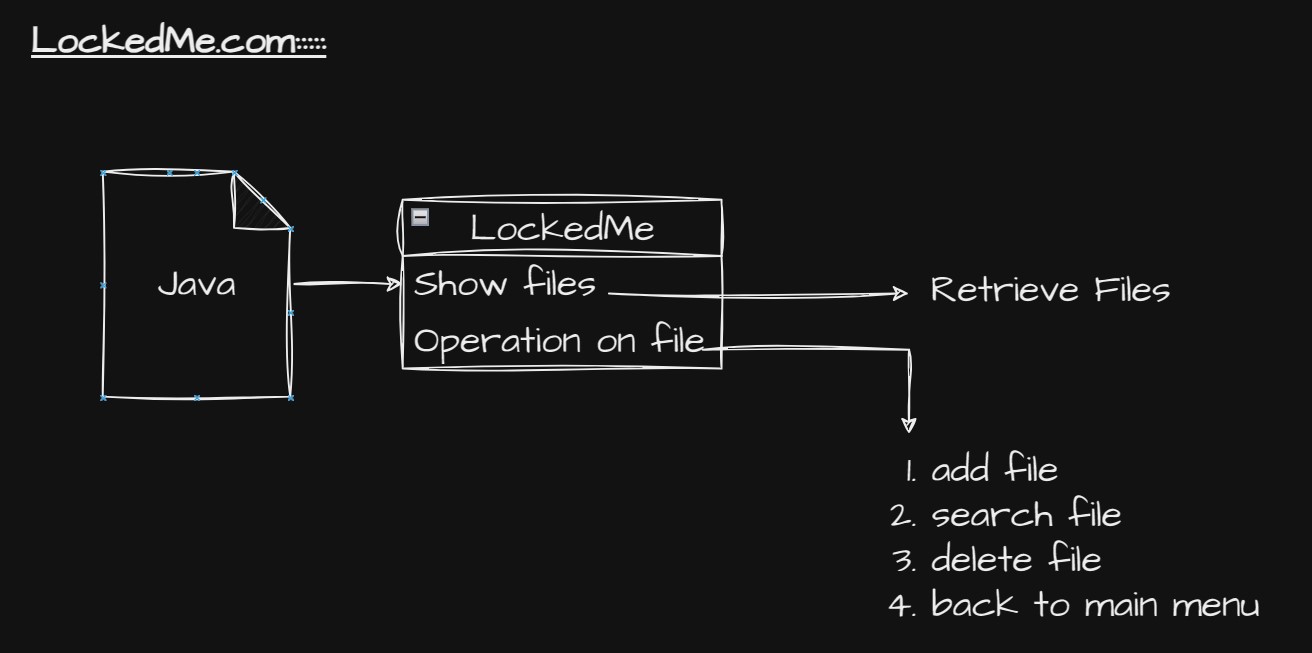 LockedMe.com:::::
LockedMe
Java
Show files
Retrieve Files
Operation on file
1. add file
2. search file
3. delete file
4. back to main menu